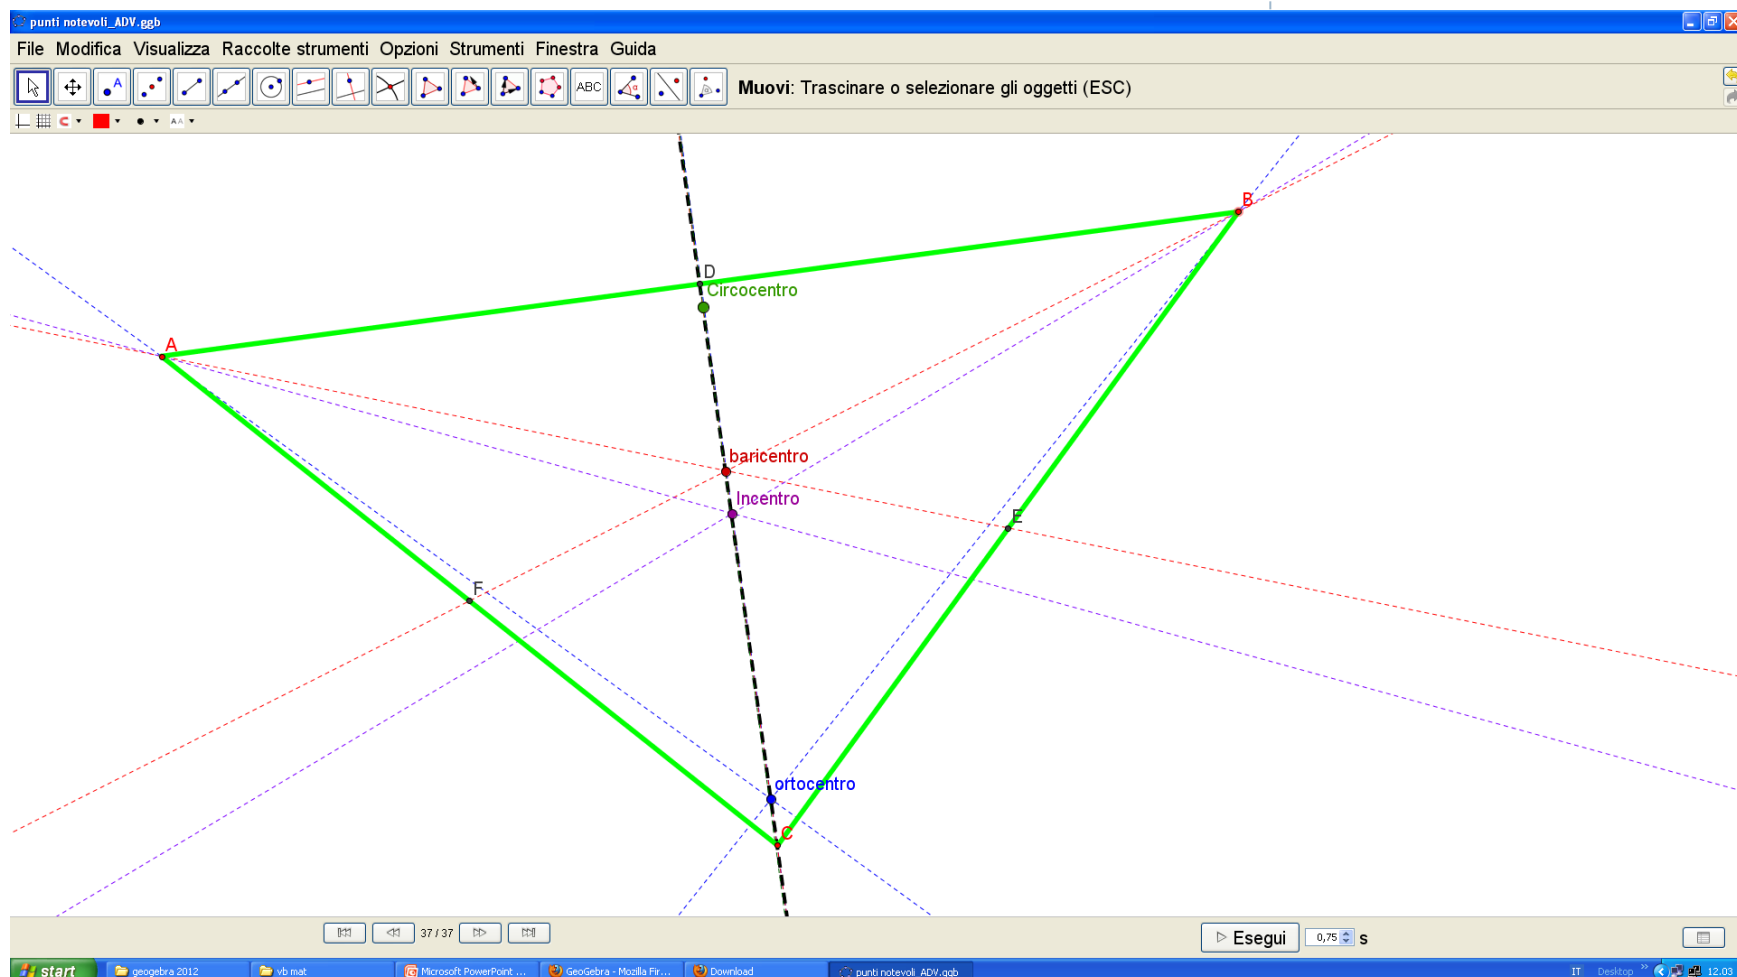 punti notevoli_ADV.ggb
File Modifica Visualizza Raccolte strumenti Opzioni Strumenti Finestra Guida
A
ABC
Muovi: Trascinare o selezionare gli oggetti (ESC)
A A
B
D
Circocentro
A
baricentro
Incentro
E
F
ortocentro
C
37 / 37
Esegui
0,75
s
start
geogebra 2012
vb mat
Microsoft PowerPoint ...
GeoGebra - Mozilla Fir...
Download
punti notevoli_ADV.ggb
IT
Desktop
12.03